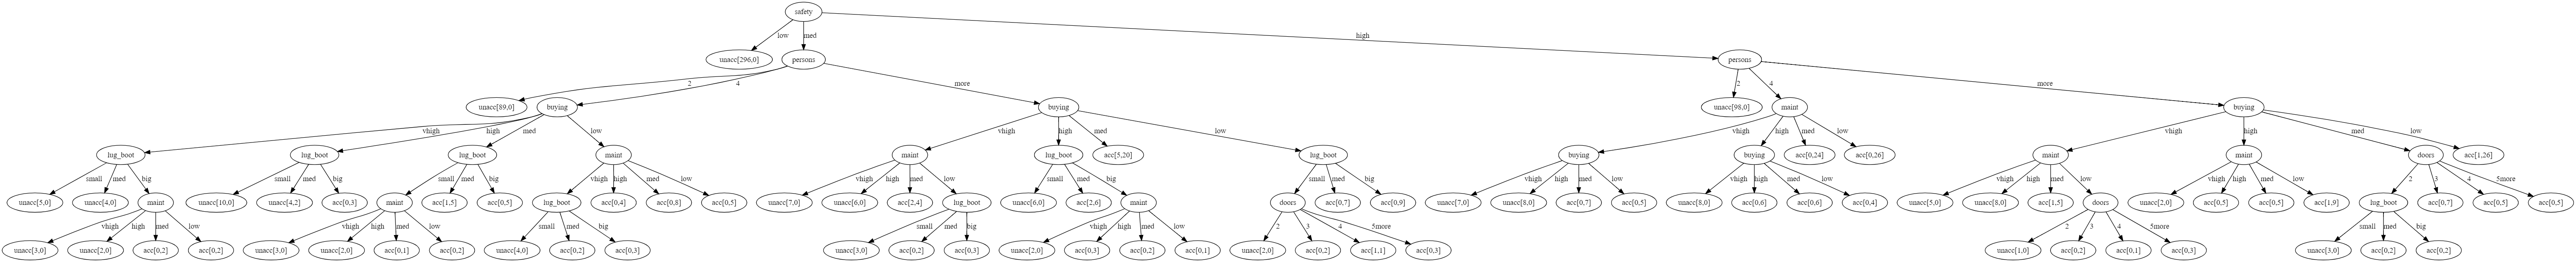 safety
low med high
unacc[296,0] persons persons
2 4 more 2 4 more
unacc[89,0] buying buying unacc[98,0] maint buying
vhigh high med low vhigh high med low vhigh high med low vhigh high med low
lug_boot lug_boot lug_boot maint maint lug_boot acc[5,20] lug_boot buying buying acc[0,24] acc[0,26] maint maint doors acc[1,26]
small med big small med big small med big vhigh high med low vhigh high med low small med big small med big vhigh high med low vhigh high med low vhigh high med low vhigh high med low 2 3 4 5more
unacc[5,0] unacc[4,0] maint unacc[10,0] unacc[4,2] acc[0,3] maint acc[1,5] acc[0,5] lug_boot acc[0,4] acc[0,8] acc[0,5] unacc[7,0] unacc[6,0] acc[2,4] lug_boot unacc[6,0] acc[2,6] maint doors acc[0,7] acc[0,9] unacc[7,0] unacc[8,0] acc[0,7] acc[0,5] unacc[8,0] acc[0,6] acc[0,6] acc[0,4] unacc[5,0] unacc[8,0] acc[1,5] doors unacc[2,0] acc[0,5] acc[0,5] acc[1,9] lug_boot acc[0,7] acc[0,5] acc[0,5]
vhigh high med low vhigh high med low small med big small med big vhigh high med low 2 3 4 5more 2 3 4 5more small med big
unacc[3,0] unacc[2,0] acc[0,2] acc[0,2] unacc[3,0] unacc[2,0] acc[0,1] acc[0,2] unacc[4,0] acc[0,2] acc[0,3] unacc[3,0] acc[0,2] acc[0,3] unacc[2,0] acc[0,3] acc[0,2] acc[0,1] unacc[2,0] acc[0,2] acc[1,1] acc[0,3] unacc[1,0] acc[0,2] acc[0,1] acc[0,3] unacc[3,0] acc[0,2] acc[0,2]